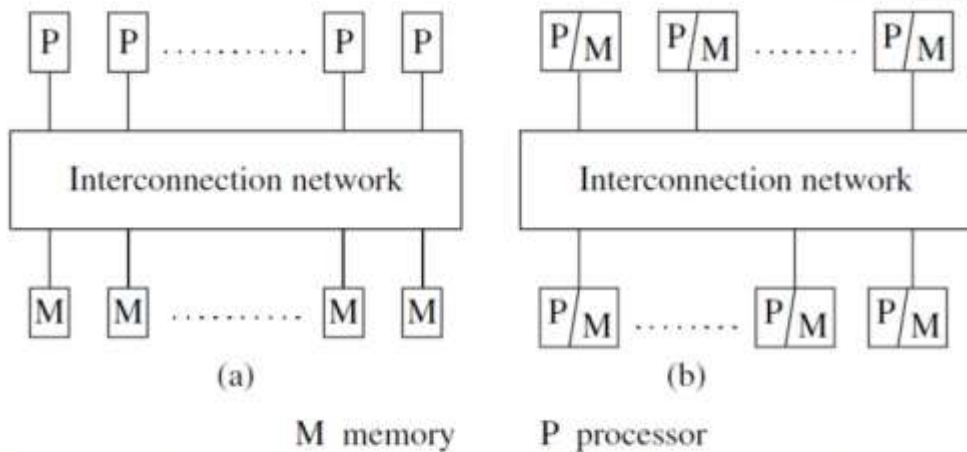 P P ............ P P
Interconnection network
M M ............ M M
(a)
P/M P/M ........ P/M
Interconnection network
P/M ......... P/M P/M
(b)
M memory P processor